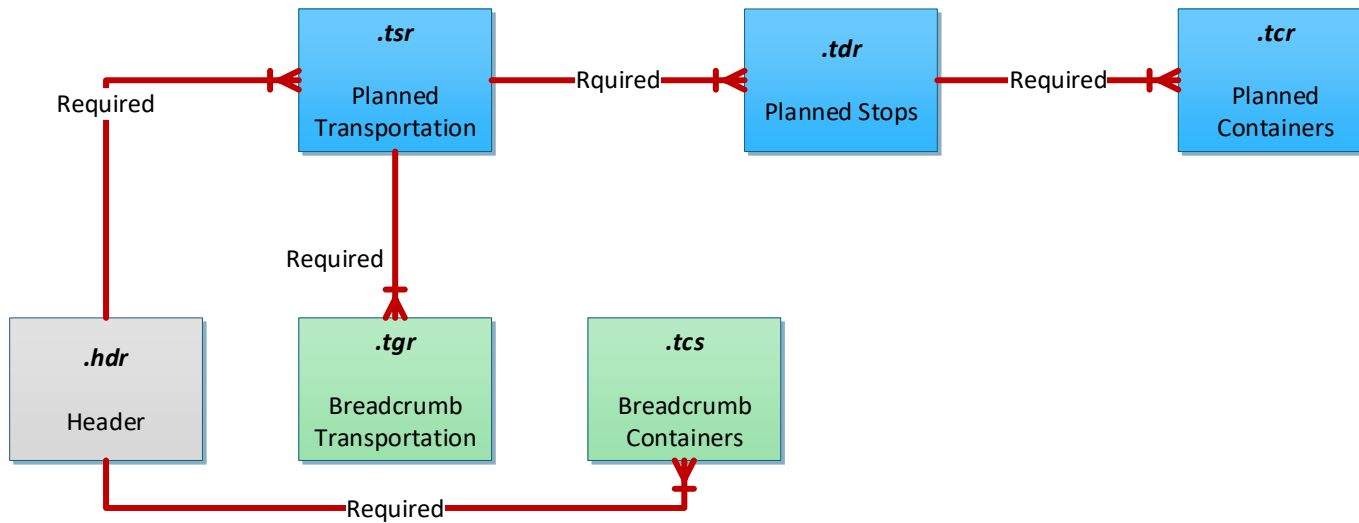 .tsr
Planned
Transportation
.tdr
Planned Stops
.tcr
Planned
Containers
Required
Rquired
Required
Required
.hdr
Header
.tgr
Breadcrumb
Transportation
.tcs
Breadcrumb
Containers
Required